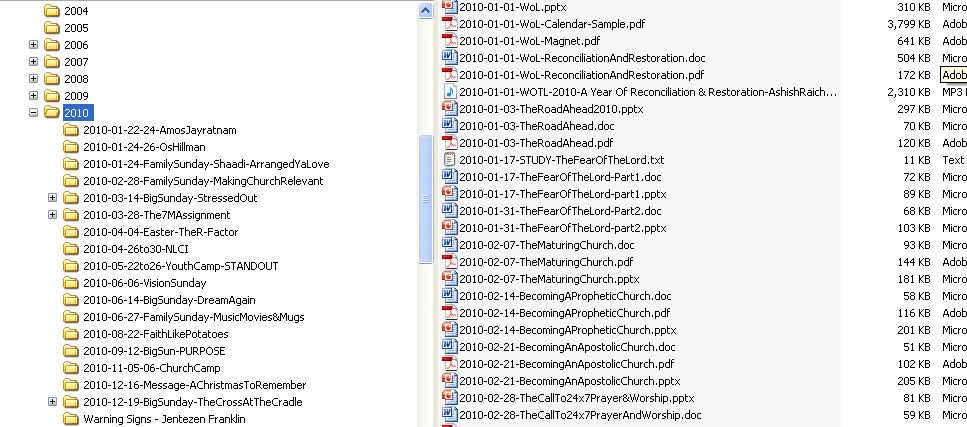 2004
2005
2006
2007
2008
2009
2010
2010-01-22-24-AmosJayratnam
2010-01-24-26-OsHillman
2010-01-24-FamilySunday-Shaadi-ArrangedYaLove
2010-02-28-FamilySunday-MakingChurchRelevant
2010-03-14-BigSunday-StressedOut
2010-03-28-The7MAssignment
2010-04-04-Easter-TheR-Factor
2010-04-26to30-NLCI
2010-05-22to26-YouthCamp-STANDOUT
2010-06-06-VisionSunday
2010-06-14-BigSunday-DreamAgain
2010-06-27-FamilySunday-MusicMovies&Mugs
2010-08-22-FaithLikePotatoes
2010-09-12-BigSun-PURPOSE
2010-11-05-06-ChurchCamp
2010-12-16-Message-AChristmasToRemember
2010-12-19-BigSunday-TheCrossAtTheCradle
Warning Signs - Jentezen Franklin
2010-01-01-WoL.pptx 310 KB Micro
2010-01-01-WoL-Calendar-Sample.pdf 3,799 KB Adob
2010-01-01-WoL-Magnet.pdf 641 KB Adob
2010-01-01-WoL-ReconciliationAndRestoration.doc 504 KB Micro
2010-01-01-WoL-ReconciliationAndRestoration.pdf 172 KB Adob
2010-01-01-WOTL-2010-A Year Of Reconciliation & Restoration-AshishRaich... 2,310 KB MP3
2010-01-03-TheRoadAhead2010.pptx 297 KB Micro
2010-01-03-TheRoadAhead.doc 70 KB Micro
2010-01-03-TheRoadAhead.pdf 120 KB Adob
2010-01-17-STUDY-TheFearOfTheLord.txt 11 KB Text
2010-01-17-TheFearOfTheLord-Part1.doc 72 KB Micro
2010-01-17-TheFearOfTheLord-part1.pptx 89 KB Micro
2010-01-31-TheFearOfTheLord-Part2.doc 68 KB Micro
2010-01-31-TheFearOfTheLord-part2.pptx 103 KB Micro
2010-02-07-TheMaturingChurch.doc 93 KB Micro
2010-02-07-TheMaturingChurch.pdf 144 KB Adob
2010-02-07-TheMaturingChurch.pptx 181 KB Micro
2010-02-14-BecomingAPropheticChurch.doc 58 KB Micro
2010-02-14-BecomingAPropheticChurch.pdf 116 KB Adob
2010-02-14-BecomingAPropheticChurch.pptx 201 KB Micro
2010-02-21-BecomingAnApostolicChurch.doc 51 KB Micro
2010-02-21-BecomingAnApostolicChurch.pdf 102 KB Adob
2010-02-21-BecomingAnApostolicChurch.pptx 205 KB Micro
2010-02-28-TheCallTo24x7Prayer&Worship.pptx 81 KB Micro
2010-02-28-TheCallTo24x7PrayerAndWorship.doc 59 KB Micro